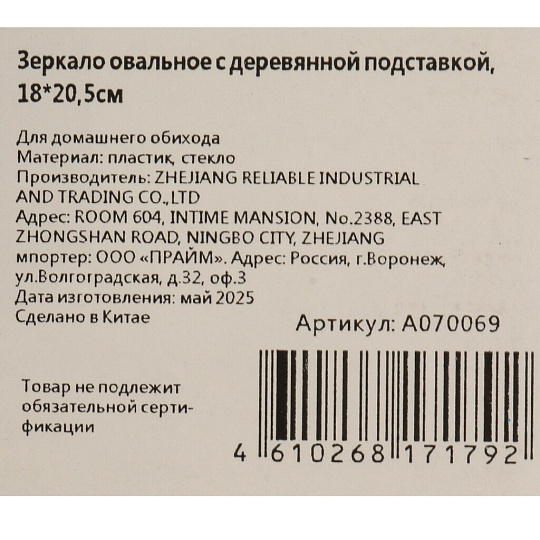 Зеркало овальное с деревянной подставкой,
18*20,5см
Для домашнего обихода
Материал: пластик, стекло
Производитель: ZHEJIANG RELIABLE INDUSTRIAL
AND TRADING CO.,LTD
Адрес: ROOM 604, INTIME MANSION, No.2388, EAST
ZHONGSHAN ROAD, NINGBO CITY, ZHEJIANG
мпортер: ООО «ПРАЙМ». Адрес: Россия, г.Воронеж,
ул.Волгоградская, д.32, оф.3
Дата изготовления: май 2025
Сделано в Китае
Артикул: А070069
Товар не подлежит
обязательной серти-
фикации
4 610268 171792